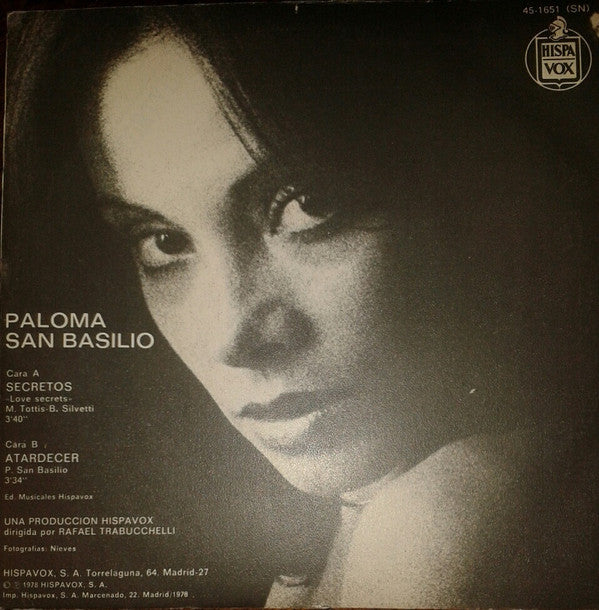 45-1651 (SN)
HISPA
VOX
PALOMA
SAN BASILIO
Cara A
SECRETOS
«Love secrets»
M. Tottis-B. Silvetti
3'40''
Cara B
ATARDECER
P. San Basilio
3'34''
Ed. Musicales Hispavox
UNA PRODUCCION HISPAVOX
dirigida por RAFAEL TRABUCCHELLI
Fotografías: Nieves
HISPAVOX, S. A. Torrelaguna, 64. Madrid-27
© ℗ 1978 HISPAVOX, S. A.
Imp. Hispavox, S. A. Marcenado, 22. Madrid/1978